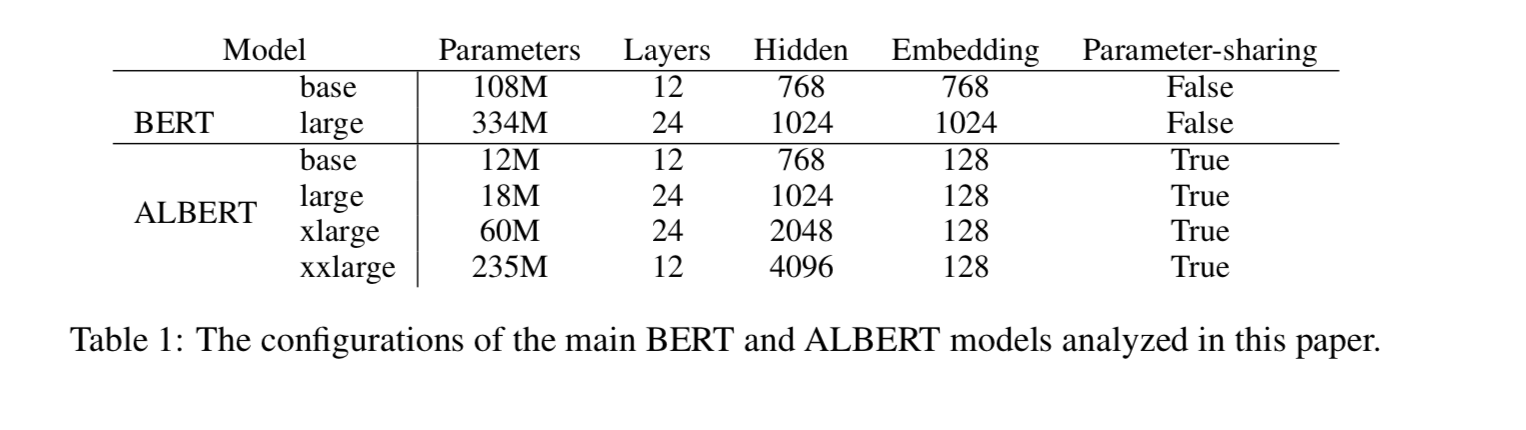 Model Parameters Layers Hidden Embedding Parameter-sharing
base 108M 12 768 768 False
BERT large 334M 24 1024 1024 False
base 12M 12 768 128 True
large 18M 24 1024 128 True
ALBERT
xlarge 60M 24 2048 128 True
xxlarge 235M 12 4096 128 True
Table 1: The configurations of the main BERT and ALBERT models analyzed in this paper.